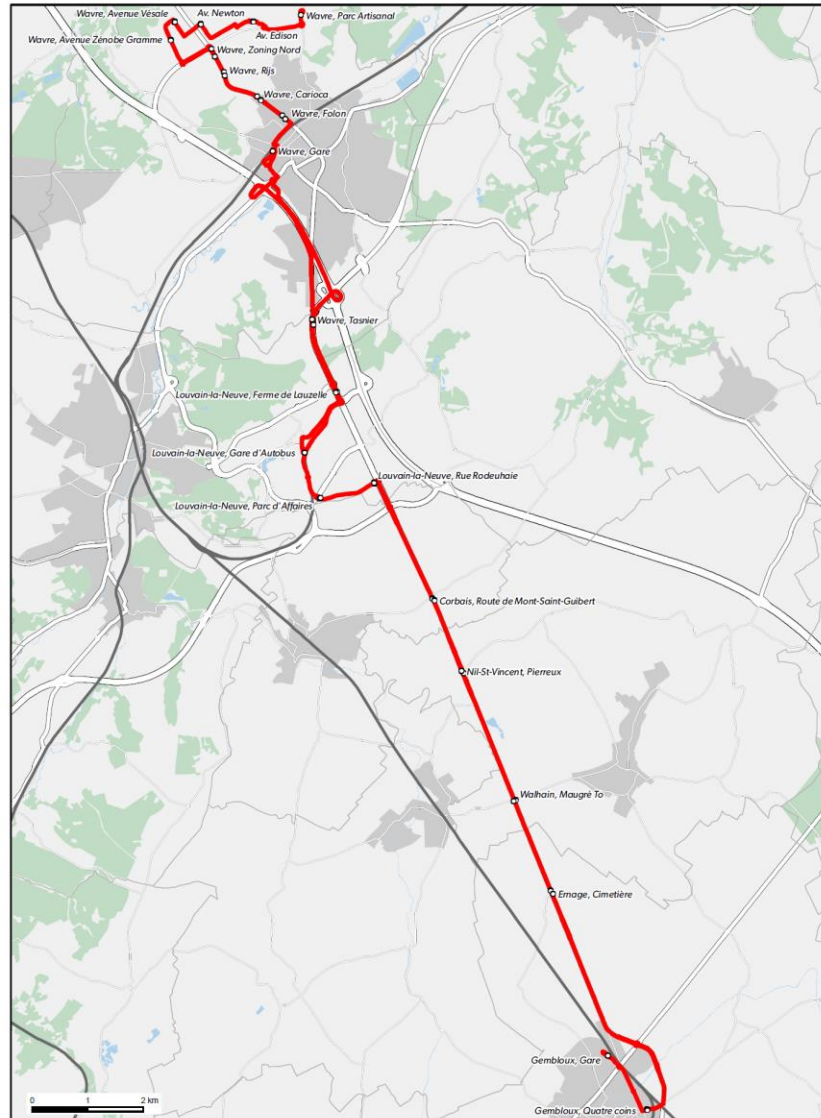 Wavre, Avenue Vésale
Av. Newton
Wavre, Parc Artisanal
Av. Edison
Wavre, Avenue Zénobe Gramme
Wavre, Zoning Nord
Wavre, Rijs
Wavre, Carioca
Wavre, Folon
Wavre, Gare
Wavre, Tasnier
Louvain-la-Neuve, Ferme de Lauzelle
Louvain-la-Neuve, Gare d'Autobus
Louvain-la-Neuve, Rue Rodeuhaie
Louvain-la-Neuve, Parc d'Affaires
Corbais, Route de Mont-Saint-Guibert
Nil-St-Vincent, Pierreux
Walhain, Maugré To
Ernage, Cimetière
Gembloux, Gare
Gembloux, Quatre coins
0 1 2 km